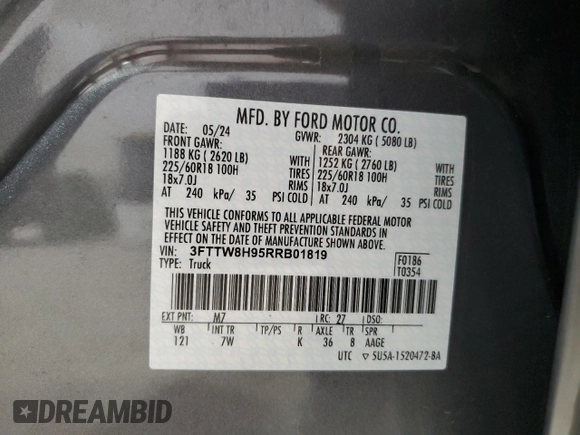 MFD. BY FORD MOTOR CO.
DATE: 05/24 GVWR: 2304 KG ( 5080 LB)
FRONT GAWR: REAR GAWR:
1188 KG ( 2620 LB) WITH 1252 KG ( 2760 LB) WITH
225/60R18 100H TIRES 225/60R18 100H TIRES
18x7.0J RIMS 18x7.0J RIMS
AT 240 kPa/ 35 PSI COLD AT 240 kPa/ 35 PSI COLD
THIS VEHICLE CONFORMS TO ALL APPLICABLE FEDERAL MOTOR
VEHICLE SAFETY AND THEFT PREVENTION STANDARDS IN
EFFECT ON THE DATE OF MANUFACTURE SHOWN ABOVE.
VIN: 3FTTW8H95RRB01819 F0186
TYPE: Truck T0354
EXT PNT: M7 RC: 27 DSO:
WB INT TR TP/PS R AXLE TR SPR
121 7W K 36 8 AAGE
UTC ▽ 5U5A-1520472-BA
DREAMBID